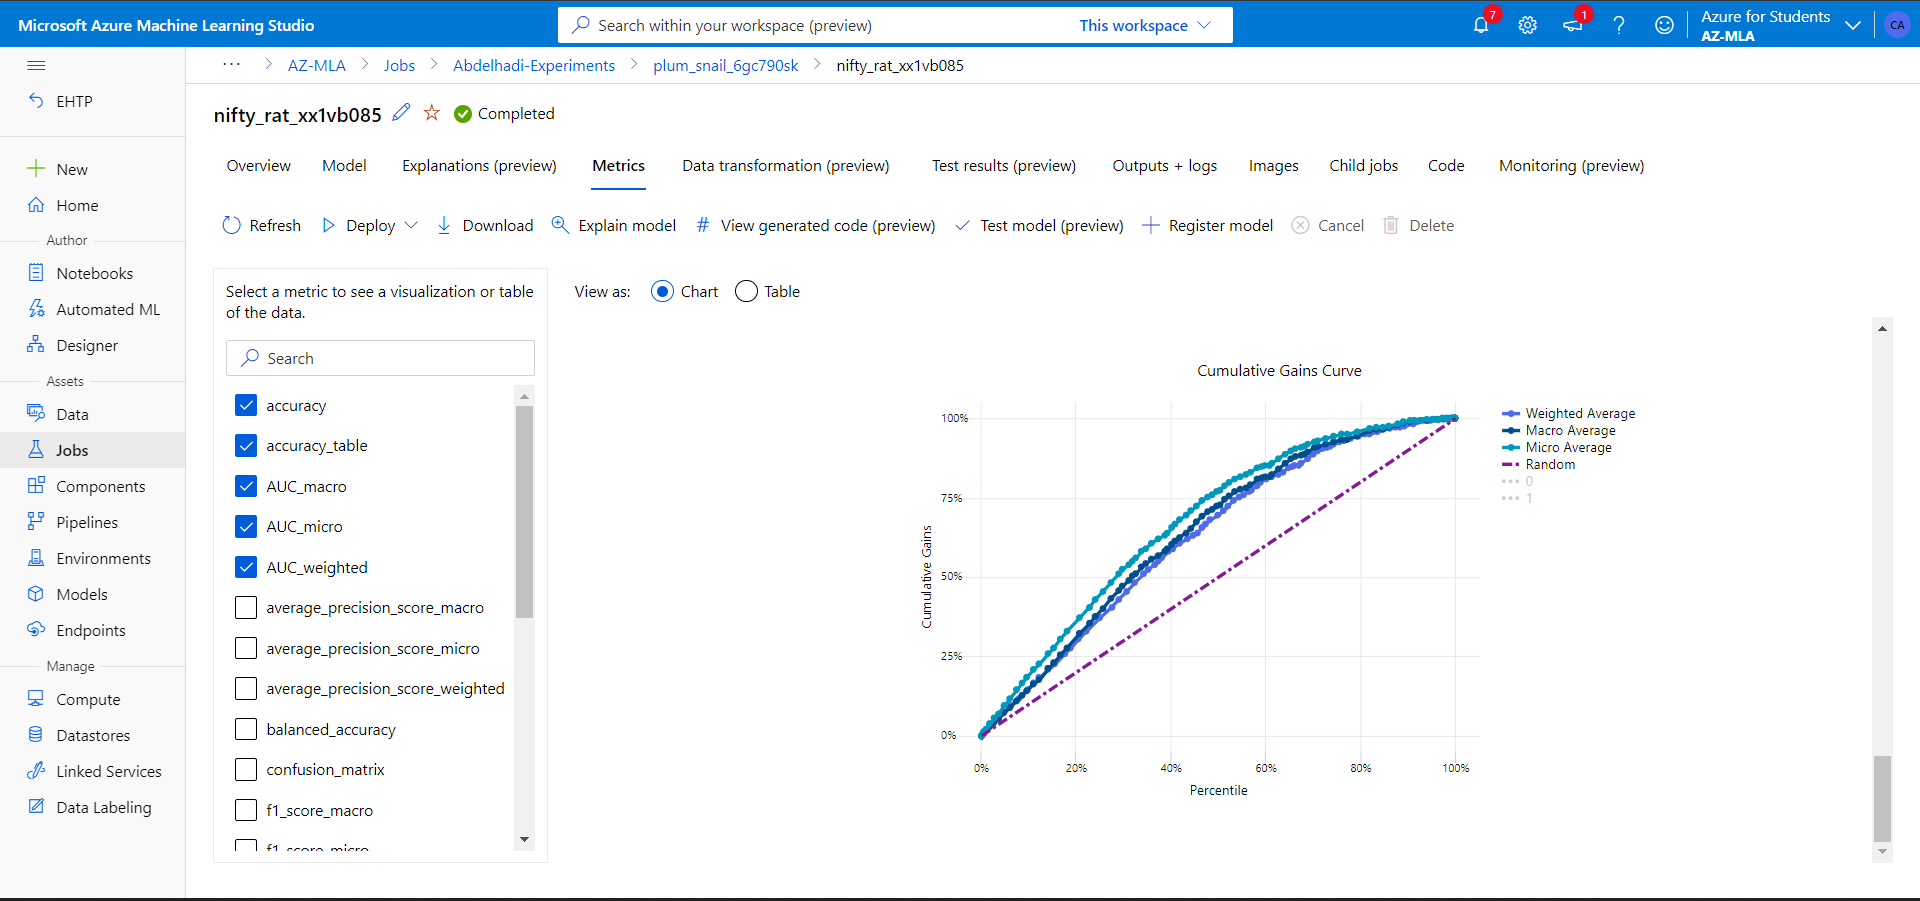 Microsoft Azure Machine Learning Studio
Search within your workspace (preview)
This workspace
7
1
?
Azure for Students
AZ-MLA
CA
EHTP
New
Home
Author
Notebooks
Automated ML
Designer
Assets
Data
Jobs
Components
Pipelines
Environments
Models
Endpoints
Manage
Compute
Datastores
Linked Services
Data Labeling
... > AZ-MLA > Jobs > Abdelhadi-Experiments > plum_snail_6gc790sk > nifty_rat_xx1vb085
nifty_rat_xx1vb085
Completed
Overview Model Explanations (preview) Metrics Data transformation (preview) Test results (preview) Outputs + logs Images Child jobs Code Monitoring (preview)
Refresh Deploy Download Explain model # View generated code (preview) Test model (preview) Register model Cancel Delete
Select a metric to see a visualization or table
of the data.
Search
accuracy
accuracy_table
AUC_macro
AUC_micro
AUC_weighted
average_precision_score_macro
average_precision_score_micro
average_precision_score_weighted
balanced_accuracy
confusion_matrix
f1_score_macro
f1_score_micro
View as: Chart Table
Cumulative Gains Curve
100%
75%
50%
25%
0%
Cumulative Gains
0% 20% 40% 60% 80% 100%
Percentile
Weighted Average
Macro Average
Micro Average
Random
0
1